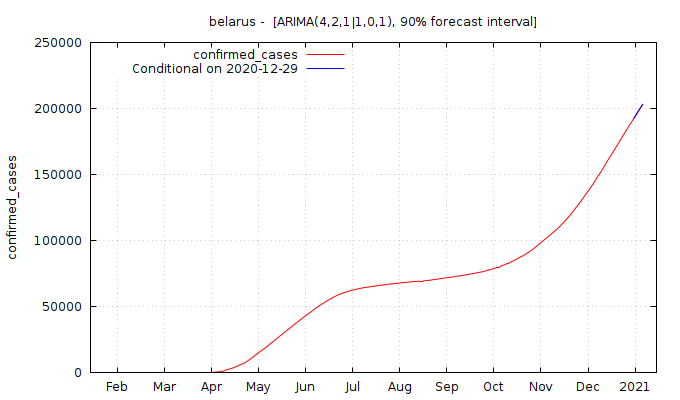 belarus - [ARIMA(4,2,1|1,0,1), 90% forecast interval]
250000
200000
150000
100000
50000
0
confirmed_cases
confirmed_cases
Conditional on 2020-12-29
Feb Mar Apr May Jun Jul Aug Sep Oct Nov Dec 2021